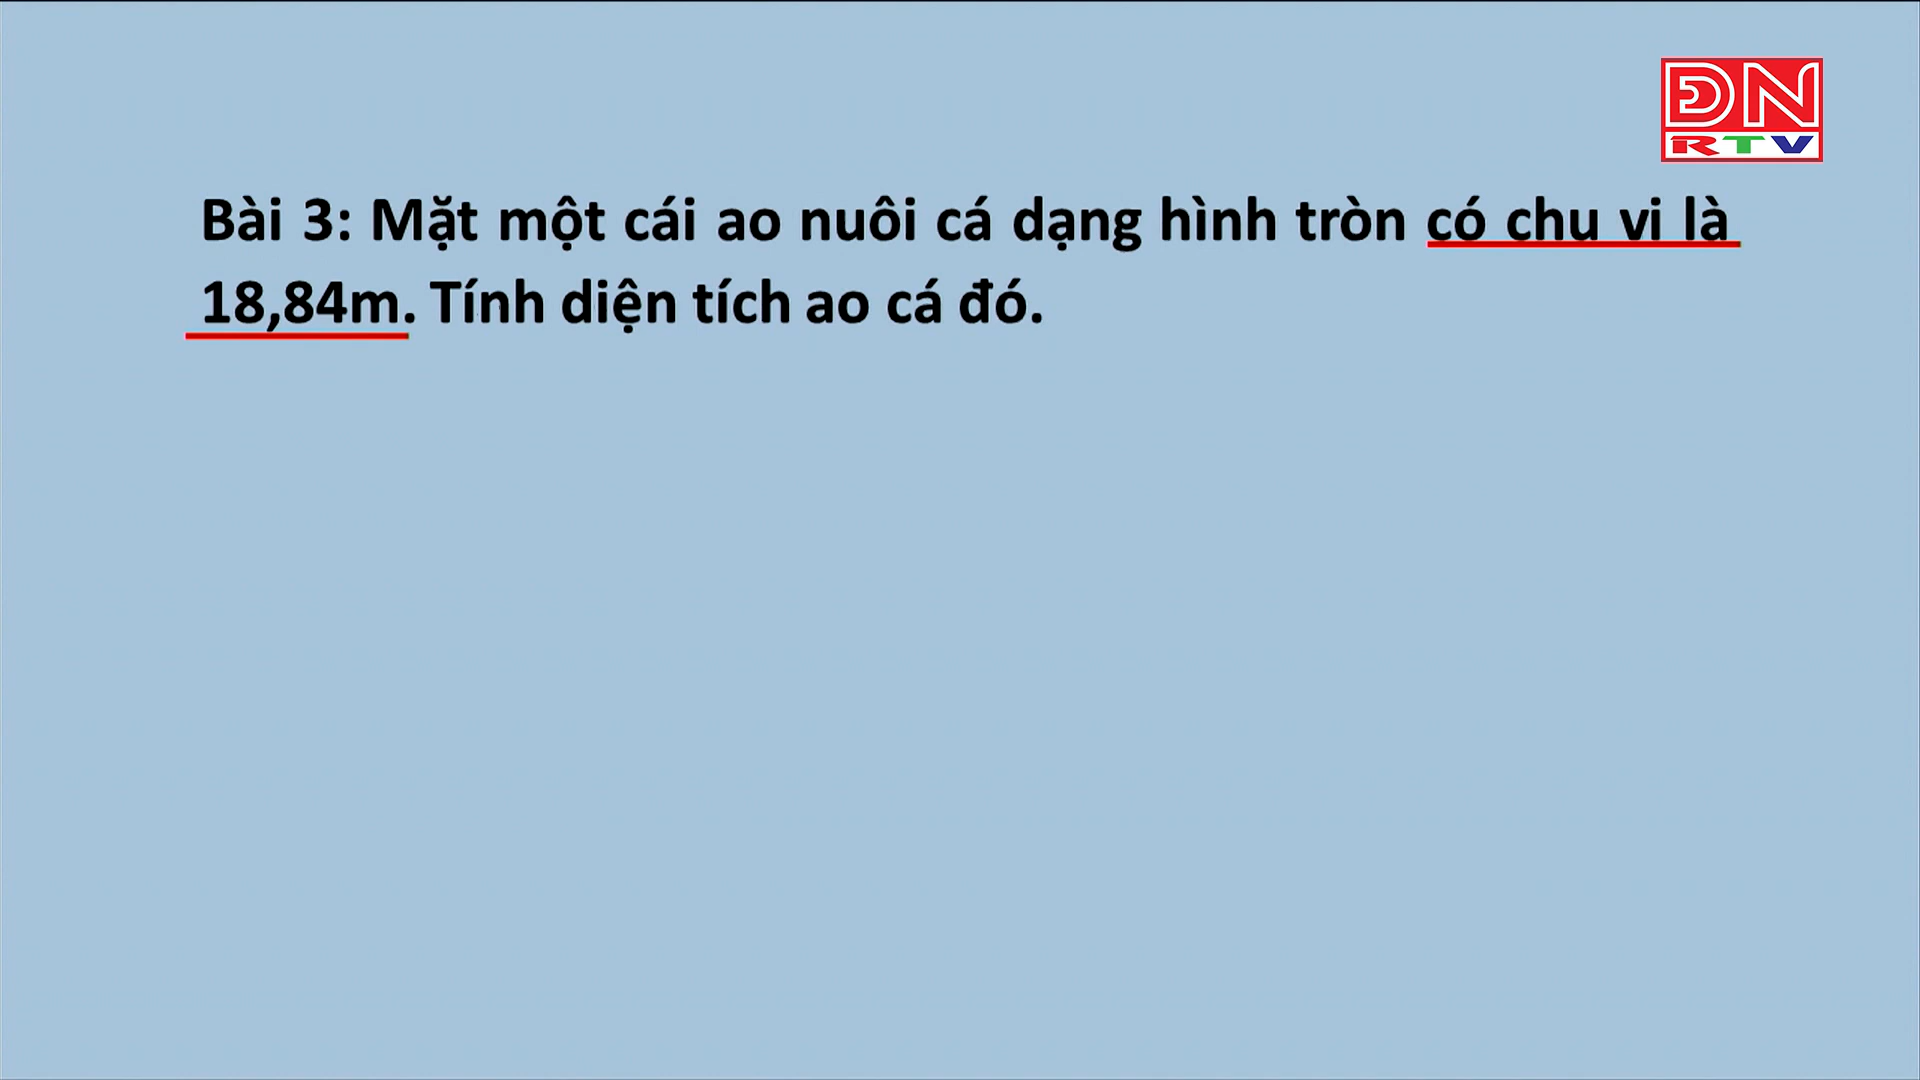 ĐN
RTV
Bài 3: Mặt một cái ao nuôi cá dạng hình tròn có chu vi là
18,84m. Tính diện tích ao cá đó.